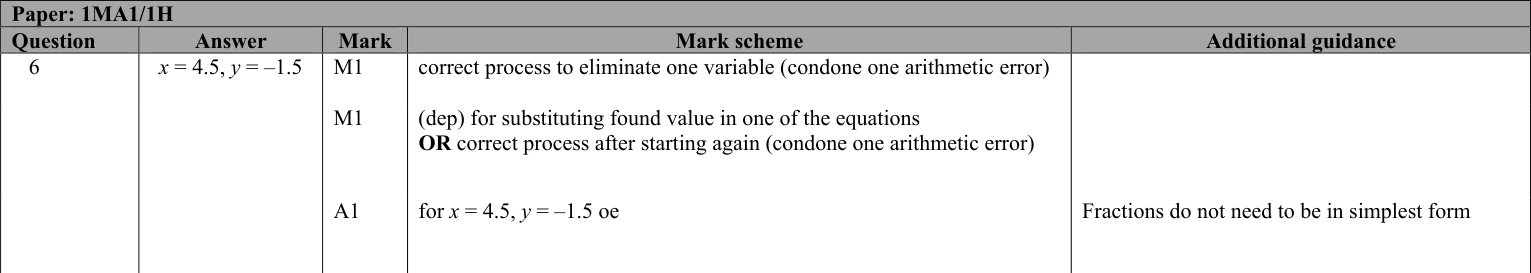 Paper: 1MA1/1H
Question Answer Mark Mark scheme Additional guidance
6 x = 4.5, y = –1.5 M1 correct process to eliminate one variable (condone one arithmetic error)
M1 (dep) for substituting found value in one of the equations
OR correct process after starting again (condone one arithmetic error)
A1 for x = 4.5, y = –1.5 oe Fractions do not need to be in simplest form